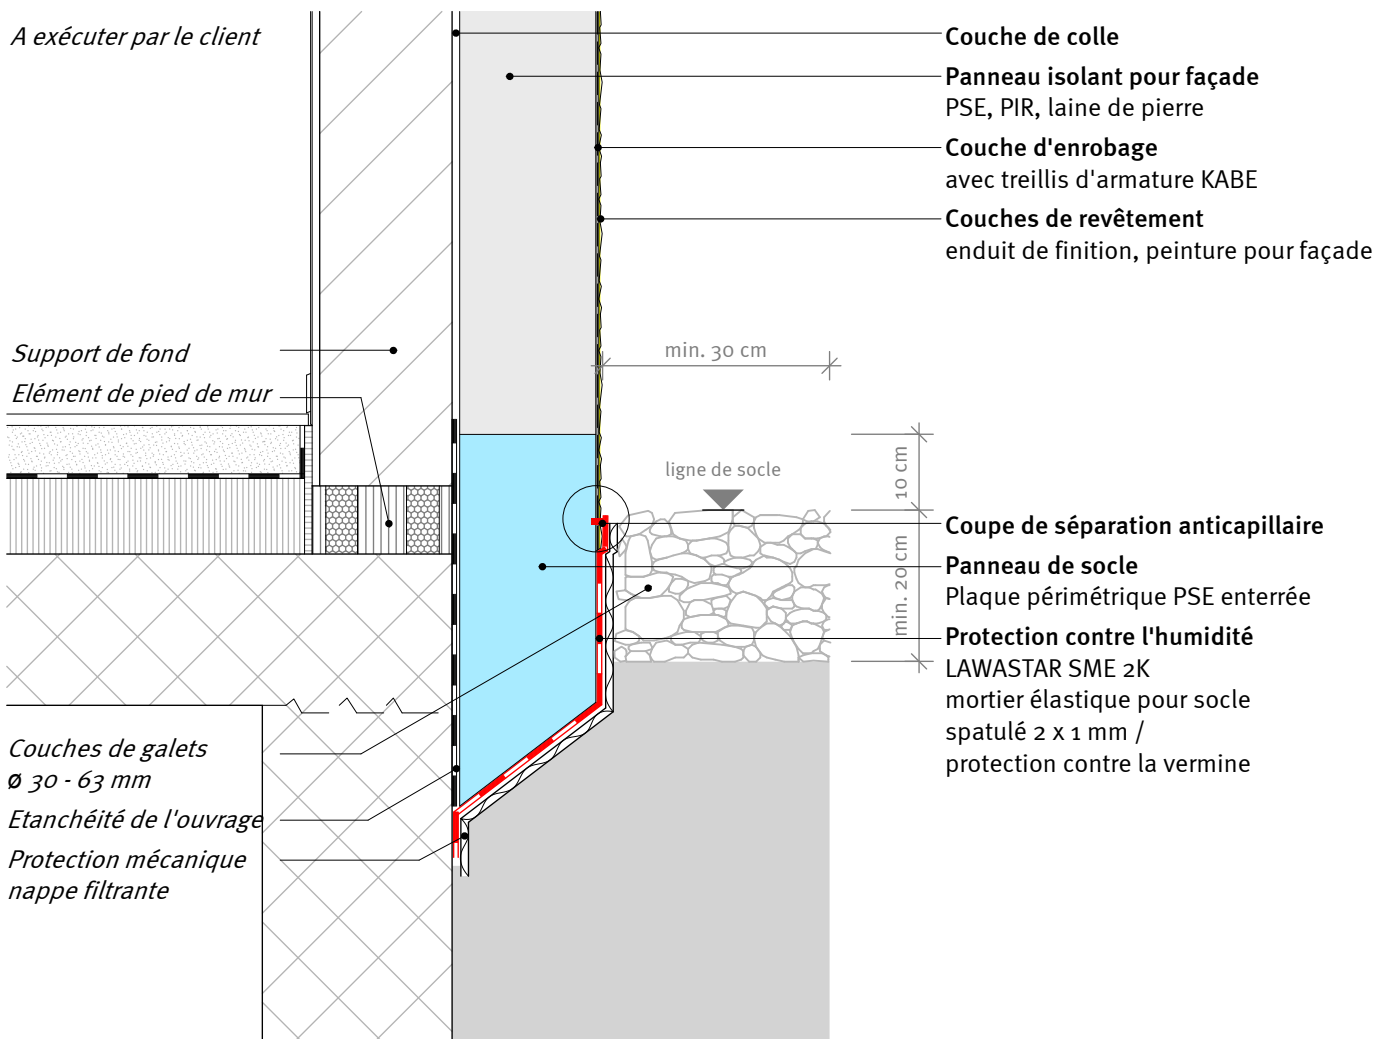 A exécuter par le client
Couche de colle
Panneau isolant pour façade
PSE, PIR, laine de pierre
Couche d'enrobage
avec treillis d'armature KABE
Couches de revêtement
enduit de finition, peinture pour façade
Support de fond
Elément de pied de mur
min. 30 cm
ligne de socle
10 cm
min. 20 cm
Coupe de séparation anticapillaire
Panneau de socle
Plaque périmétrique PSE enterrée
Protection contre l'humidité
LAWASTAR SME 2K
mortier élastique pour socle
spatulé 2 x 1 mm /
protection contre la vermine
Couches de galets
ø 30 - 63 mm
Etanchéité de l'ouvrage
Protection mécanique
nappe filtrante